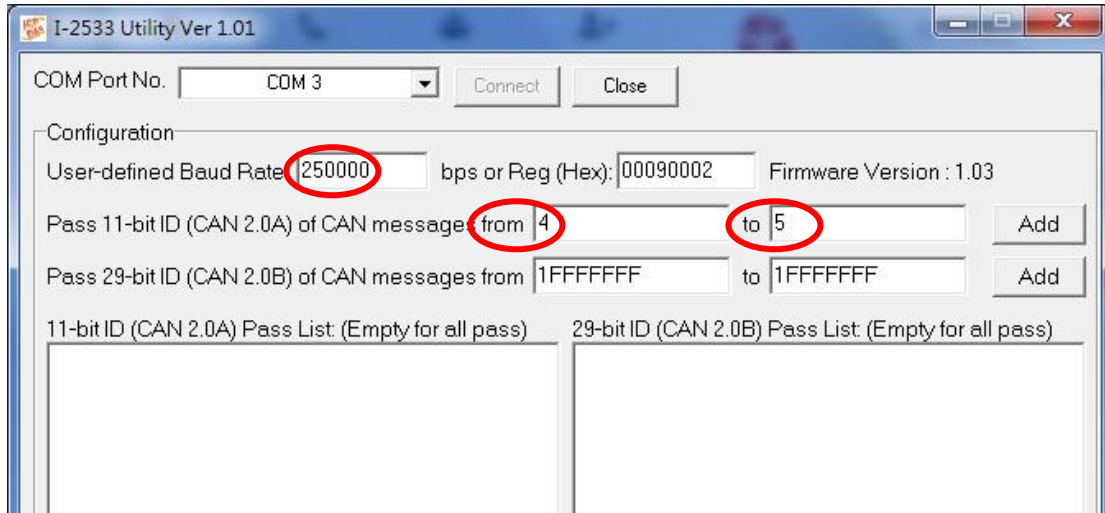 I-2533 Utility Ver 1.01
COM Port No. COM 3 Connect Close
Configuration
User-defined Baud Rate 250000 bps or Reg (Hex): 00090002 Firmware Version : 1.03
Pass 11-bit ID (CAN 2.0A) of CAN messages from 4 to 5 Add
Pass 29-bit ID (CAN 2.0B) of CAN messages from 1FFFFFFF to 1FFFFFFF Add
11-bit ID (CAN 2.0A) Pass List: (Empty for all pass) 29-bit ID (CAN 2.0B) Pass List: (Empty for all pass)